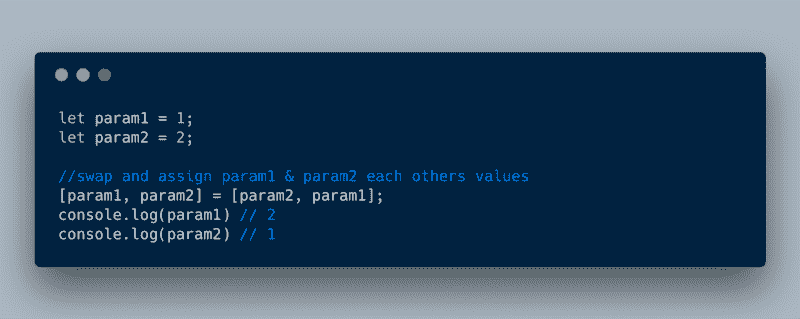 let param1 = 1;
let param2 = 2;
//swap and assign param1 & param2 each others values
[param1, param2] = [param2, param1];
console.log(param1) // 2
console.log(param2) // 1